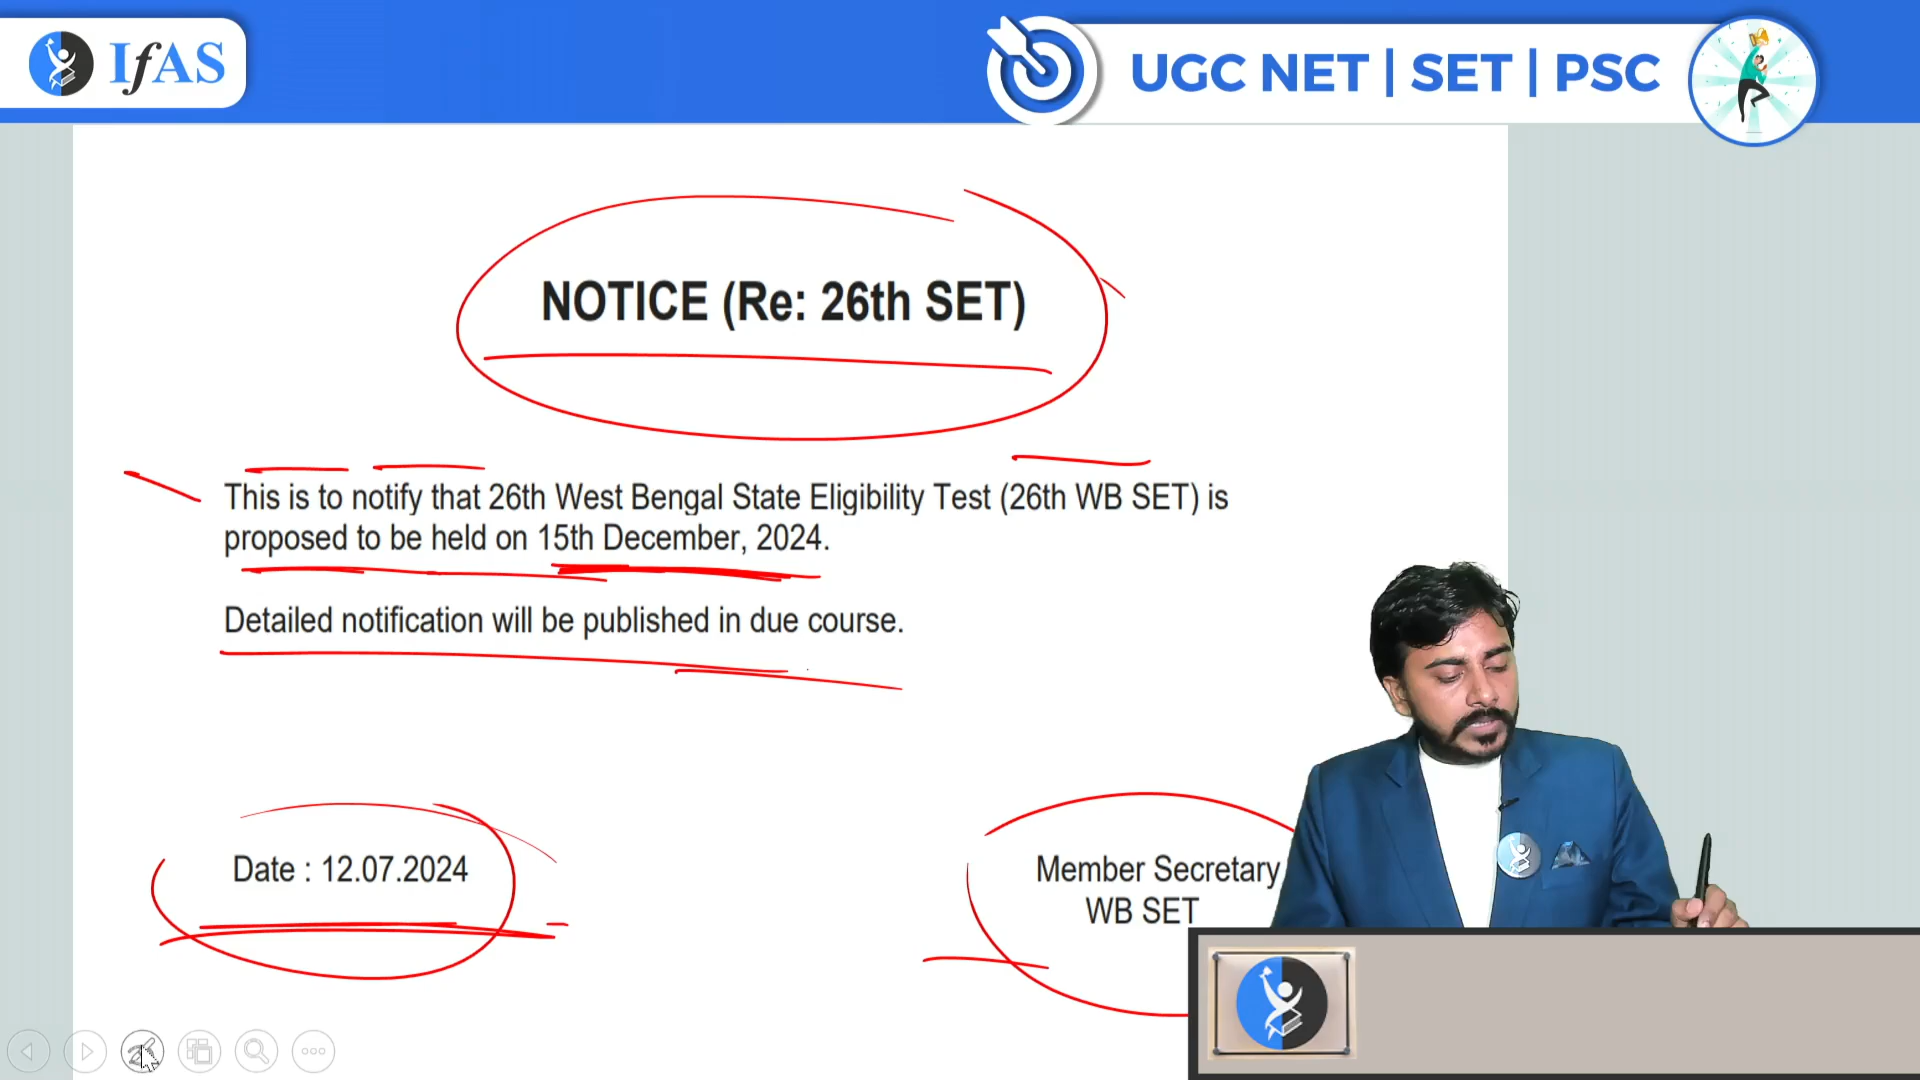 IfAS
UGC NET | SET | PSC
NOTICE (Re: 26th SET)
This is to notify that 26th West Bengal State Eligibility Test (26th WB SET) is
proposed to be held on 15th December, 2024.
Detailed notification will be published in due course.
Date : 12.07.2024
Member Secretary
WB SET